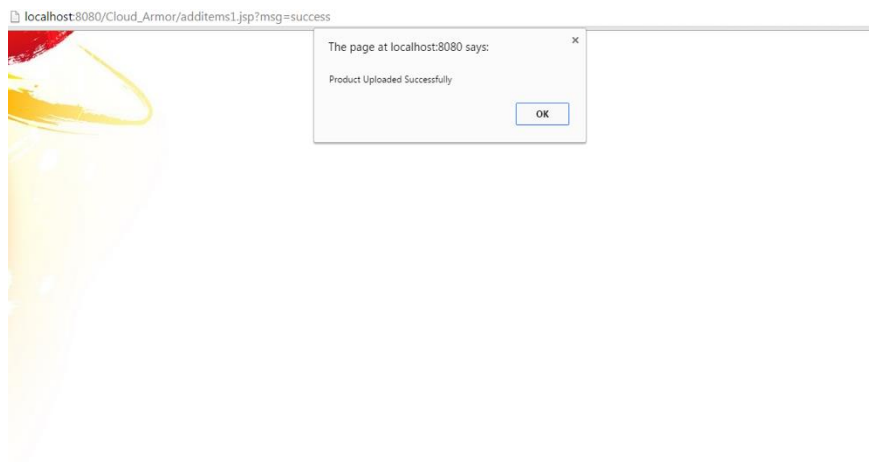 localhost:8080/Cloud_Armor/additems1.jsp?msg=success
The page at localhost:8080 says:
Product Uploaded Successfully
OK